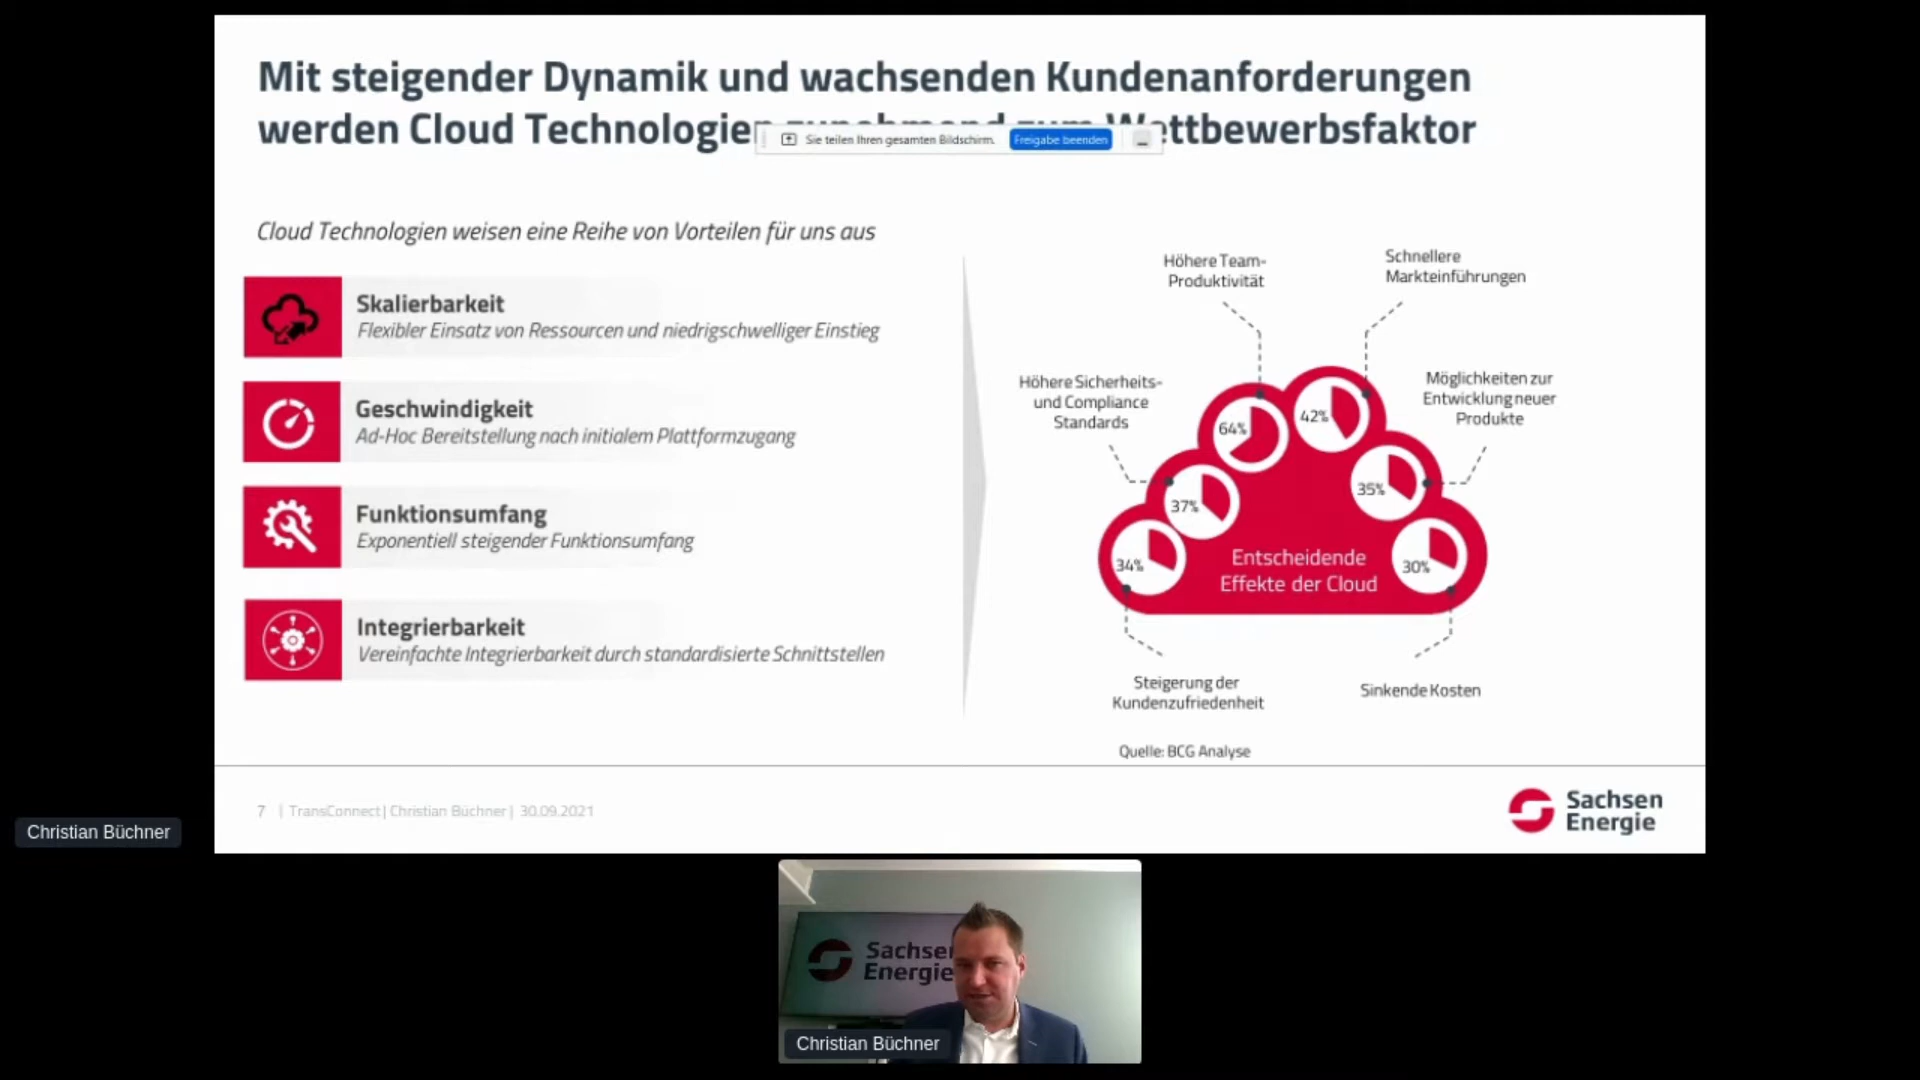 Mit steigender Dynamik und wachsenden Kundenanforderungen
werden Cloud Technologien zunehmend zum Wettbewerbsfaktor
Sie teilen Ihren gesamten Bildschirm.
Freigabe beenden
Cloud Technologien weisen eine Reihe von Vorteilen für uns aus
Skalierbarkeit
Flexibler Einsatz von Ressourcen und niedrigschwelliger Einstieg
Geschwindigkeit
Ad-Hoc Bereitstellung nach initialem Plattformzugang
Funktionsumfang
Exponentiell steigender Funktionsumfang
Integrierbarkeit
Vereinfachte Integrierbarkeit durch standardisierte Schnittstellen
Höhere Team-
Produktivität
Schnellere
Markteinführungen
Höhere Sicherheits-
und Compliance
Standards
Möglichkeiten zur
Entwicklung neuer
Produkte
64%
42%
37%
35%
34%
30%
Entscheidende
Effekte der Cloud
Steigerung der
Kundenzufriedenheit
Sinkende Kosten
Quelle: BCG Analyse
7 | TransConnect | Christian Büchner | 30.09.2021
Sachsen
Energie
Christian Büchner
Sachsen
Energie
Christian Büchner